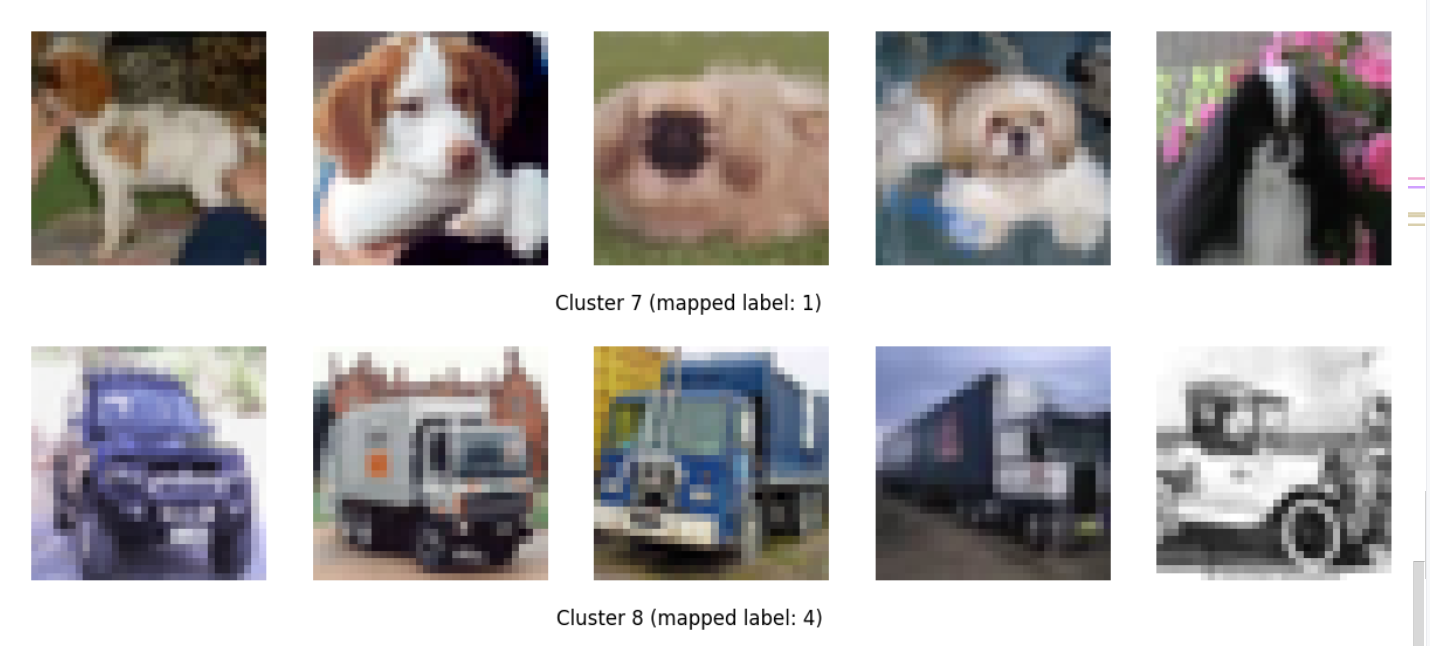 Cluster 7 (mapped label: 1)
Cluster 8 (mapped label: 4)